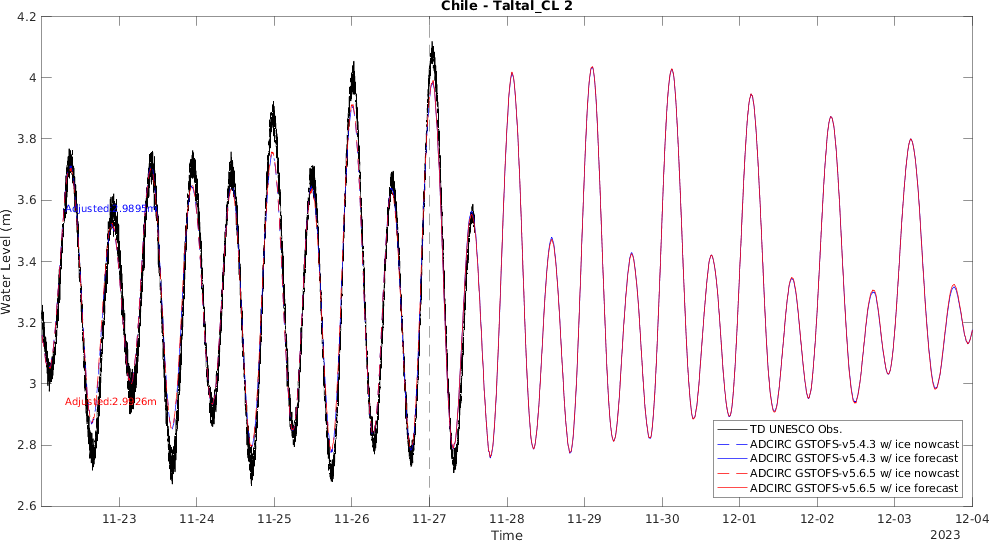 Chile - Taltal_CL 2
4.2
4
3.8
3.6
3.4
3.2
3
2.8
2.6
Water Level (m)
11-23
11-24
11-25
11-26
11-27
11-28
11-29
11-30
12-01
12-02
12-03
12-04
Time
2023
TD UNESCO Obs.
ADCIRC GSTOFS-v5.4.3 w/ ice nowcast
ADCIRC GSTOFS-v5.4.3 w/ ice forecast
ADCIRC GSTOFS-v5.6.5 w/ ice nowcast
ADCIRC GSTOFS-v5.6.5 w/ ice forecast